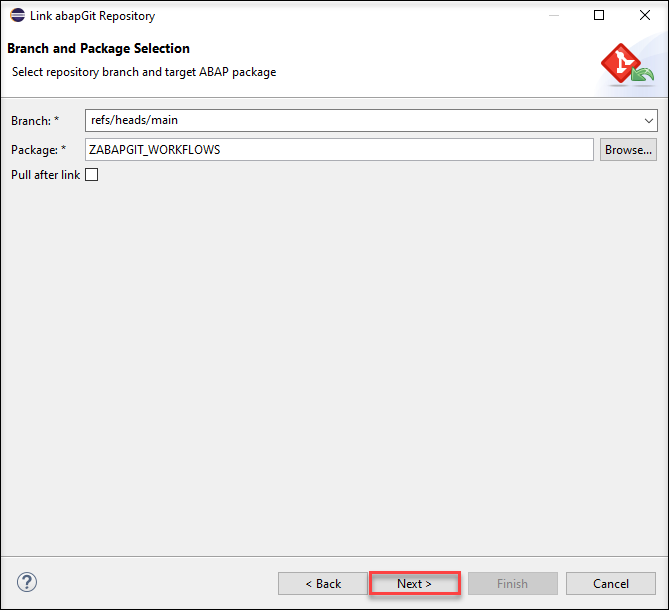 Link abapGit Repository
Branch and Package Selection
Select repository branch and target ABAP package
Branch: * refs/heads/main
Package: * ZABAPGIT_WORKFLOWS Browse...
Pull after link
? < Back Next > Finish Cancel